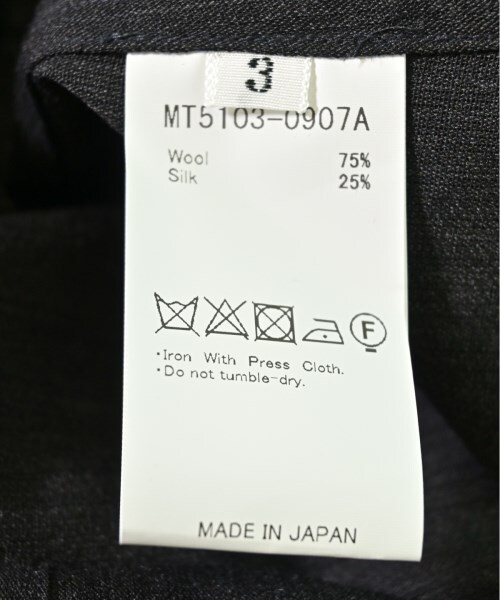 3
MT5103-0907A
Wool 75%
Silk 25%
F
·Iron With Press Cloth.
·Do not tumble-dry.
MADE IN JAPAN